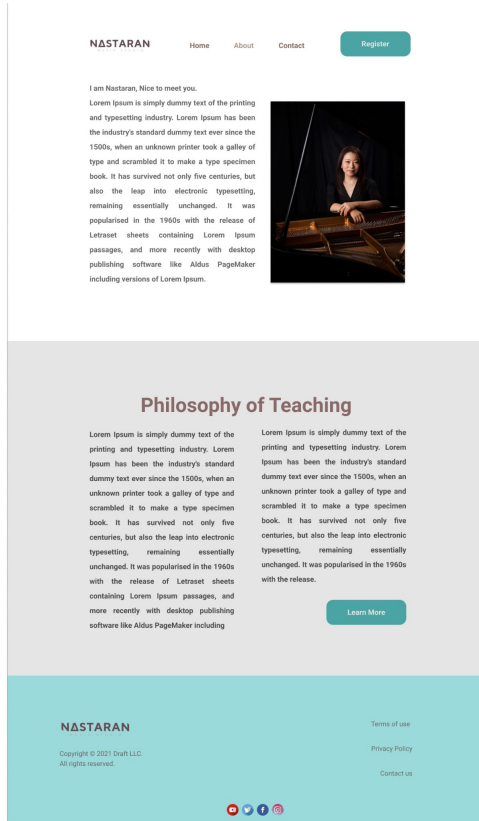 NASTARAN
Home About Contact Register
I am Nastaran, Nice to meet you.
Lorem Ipsum is simply dummy text of the printing
and typesetting industry. Lorem Ipsum has been
the industry's standard dummy text ever since the
1500s, when an unknown printer took a galley of
type and scrambled it to make a type specimen
book. It has survived not only five centuries, but
also the leap into electronic typesetting,
remaining essentially unchanged. It was
popularised in the 1960s with the release of
Letraset sheets containing Lorem Ipsum
passages, and more recently with desktop
publishing software like Aldus PageMaker
including versions of Lorem Ipsum.
Philosophy of Teaching
Lorem Ipsum is simply dummy text of the
printing and typesetting industry. Lorem
Ipsum has been the industry's standard
dummy text ever since the 1500s, when an
unknown printer took a galley of type and
scrambled it to make a type specimen
book. It has survived not only five
centuries, but also the leap into electronic
typesetting, remaining essentially
unchanged. It was popularised in the 1960s
with the release of Letraset sheets
containing Lorem Ipsum passages, and
more recently with desktop publishing
software like Aldus PageMaker including
Lorem Ipsum is simply dummy text of the
printing and typesetting industry. Lorem
Ipsum has been the industry's standard
dummy text ever since the 1500s, when an
unknown printer took a galley of type and
scrambled it to make a type specimen
book. It has survived not only five
centuries, but also the leap into electronic
typesetting, remaining essentially
unchanged. It was popularised in the 1960s
with the release.
Learn More
NASTARAN
Copyright © 2021 Draft LLC.
All rights reserved.
Terms of use
Privacy Policy
Contact us